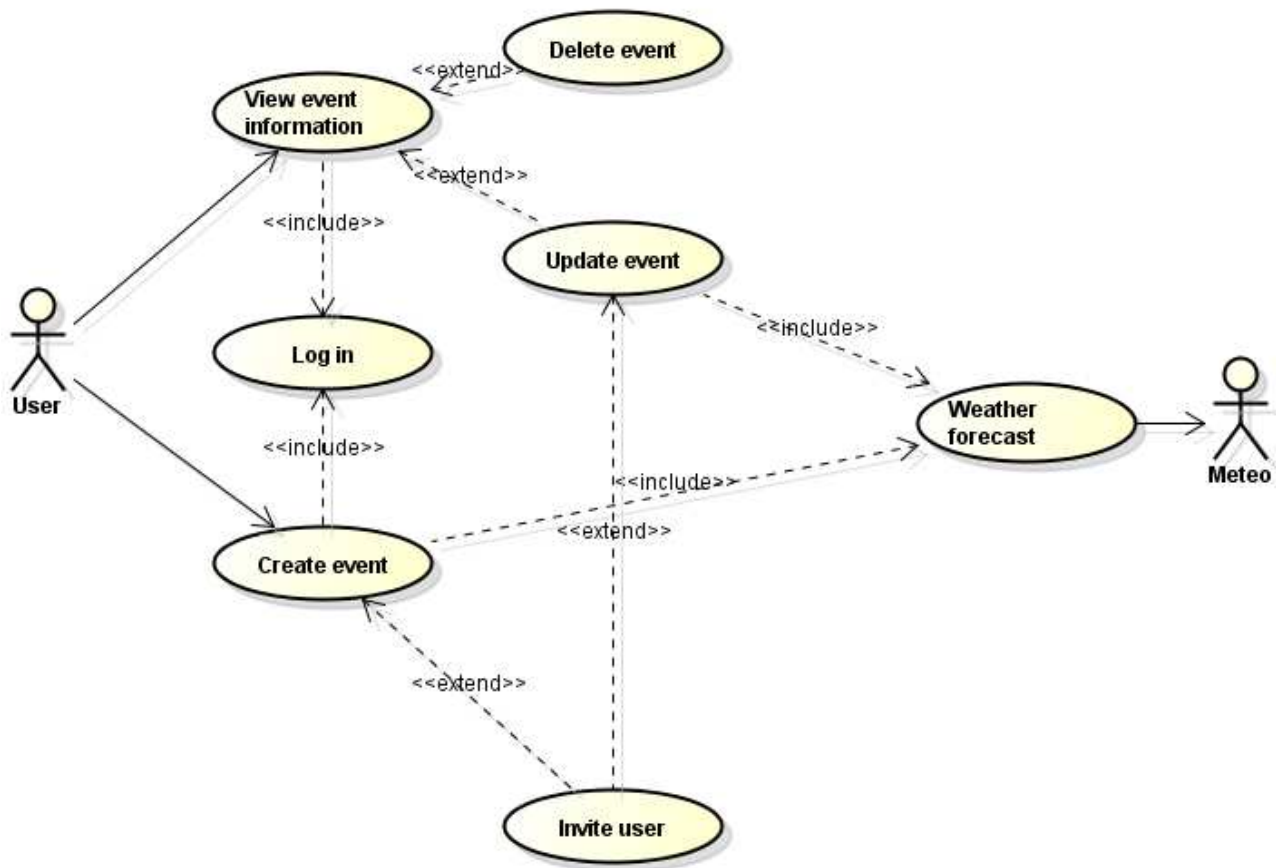 Delete event
<<extend>>
View event
information
<<extend>>
<<include>>
Update event
<<include>>
Log in
User
Weather
forecast
Meteo
<<include>>
<<include>>
<<extend>>
Create event
<<extend>>
Invite user